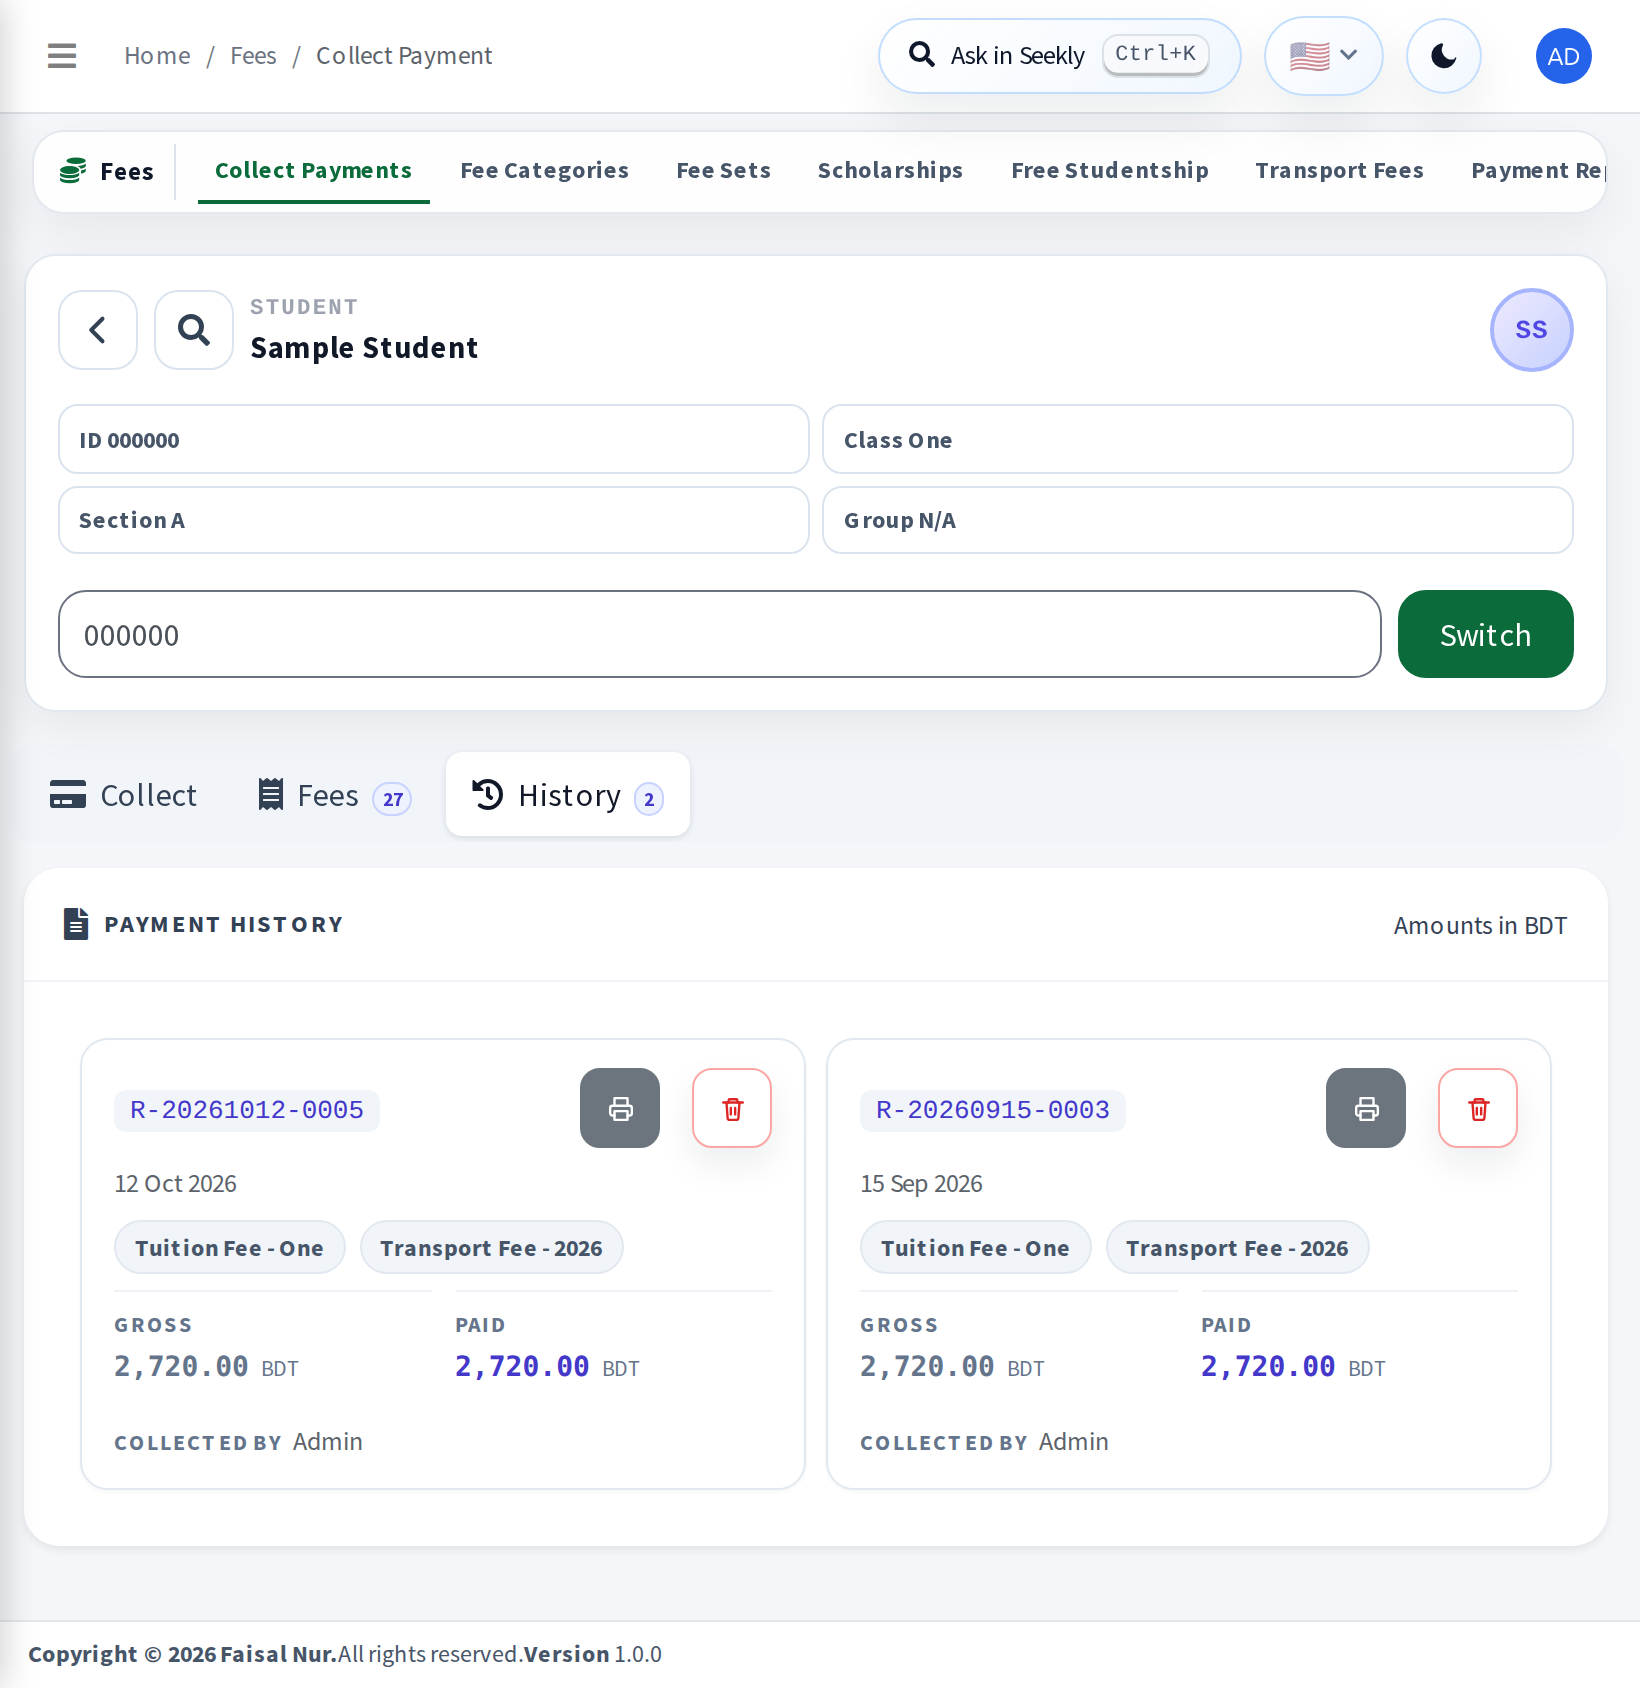 Home / Fees / Collect Payment
Ask in Seekly Ctrl+K
AD
Fees
Collect Payments Fee Categories Fee Sets Scholarships Free Studentship Transport Fees Payment Rep
STUDENT
Sample Student
SS
ID 000000
Class One
Section A
Group N/A
000000
Switch
Collect
Fees 27
History 2
PAYMENT HISTORY
Amounts in BDT
R-20261012-0005
12 Oct 2026
Tuition Fee - One Transport Fee - 2026
GROSS PAID
2,720.00 BDT 2,720.00 BDT
COLLECTED BY Admin
R-20260915-0003
15 Sep 2026
Tuition Fee - One Transport Fee - 2026
GROSS PAID
2,720.00 BDT 2,720.00 BDT
COLLECTED BY Admin
Copyright © 2026 Faisal Nur.All rights reserved.Version 1.0.0